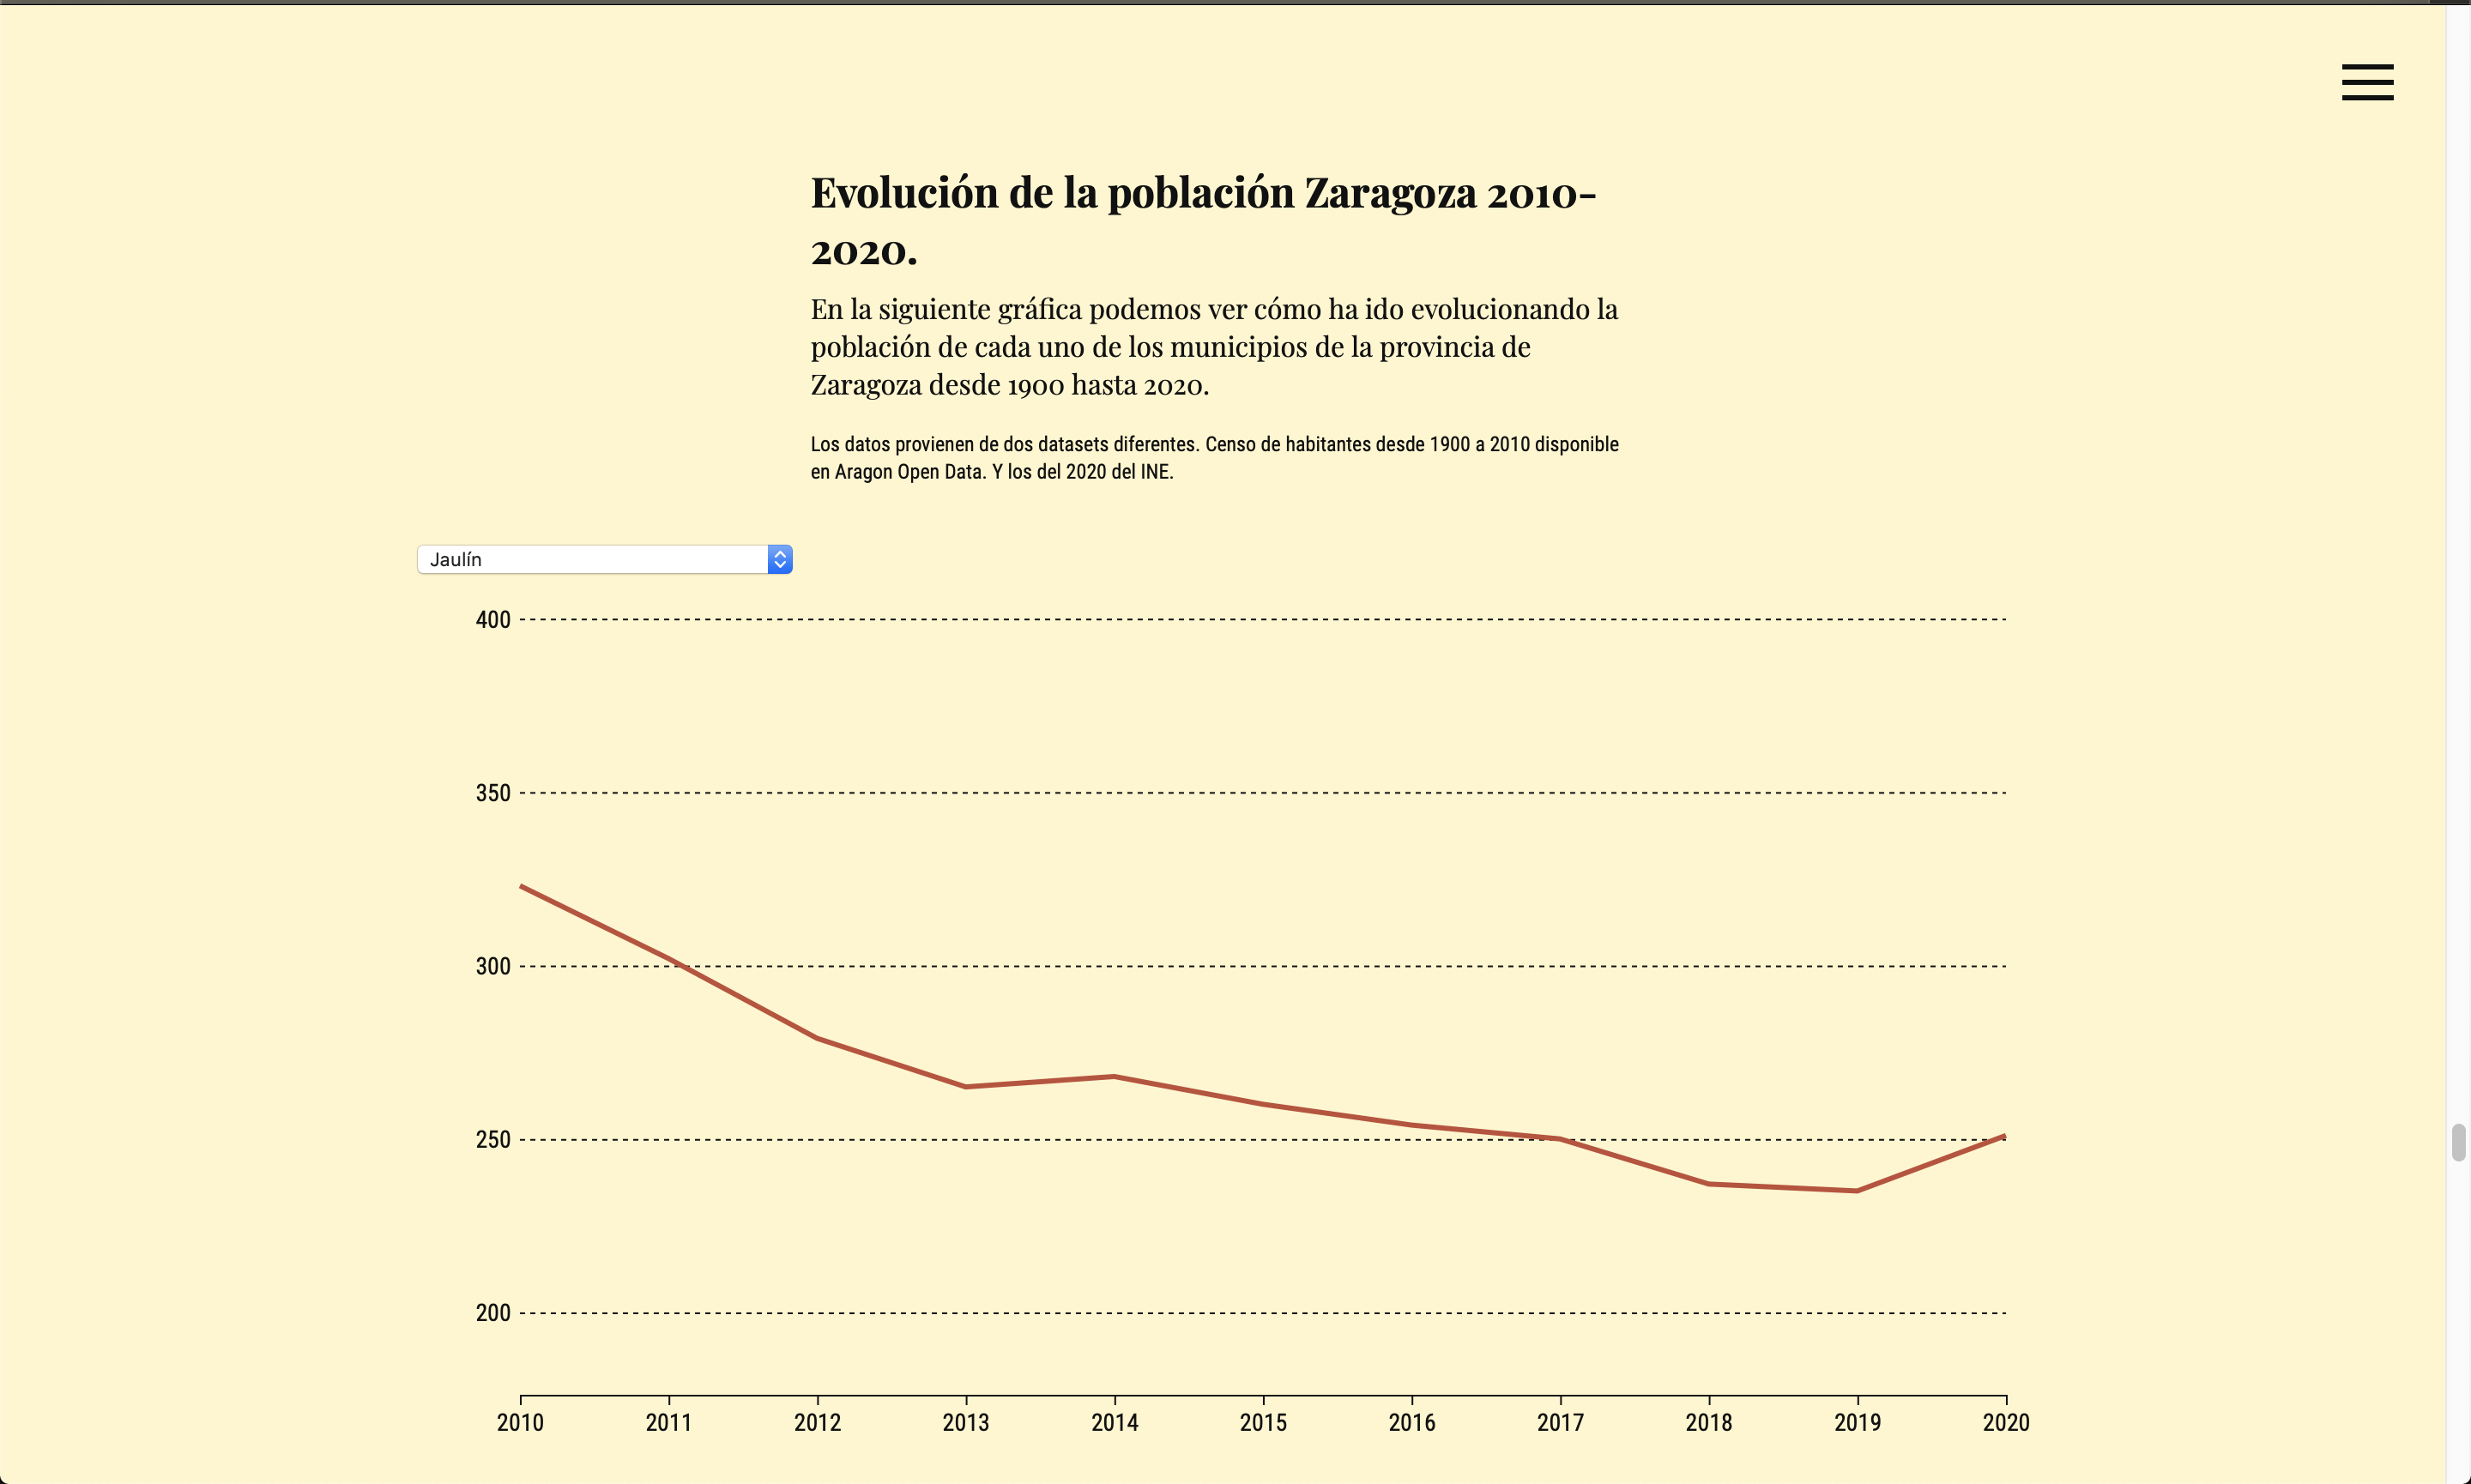 Evolución de la población Zaragoza 2010-
2020.
En la siguiente gráfica podemos ver cómo ha ido evolucionando la
población de cada uno de los municipios de la provincia de
Zaragoza desde 1900 hasta 2020.
Los datos provienen de dos datasets diferentes. Censo de habitantes desde 1900 a 2010 disponible
en Aragon Open Data. Y los del 2020 del INE.
Jaulín
400
350
300
250
200
2010 2011 2012 2013 2014 2015 2016 2017 2018 2019 2020